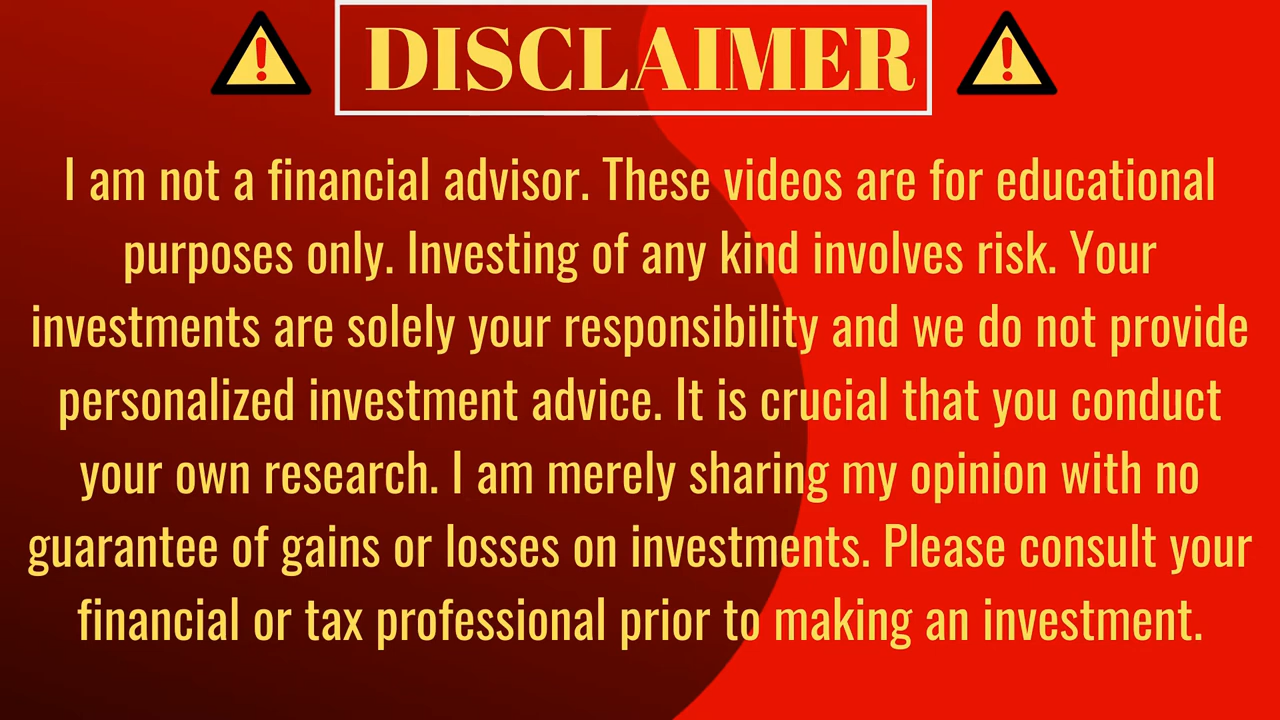 DISCLAIMER
I am not a financial advisor. These videos are for educational
purposes only. Investing of any kind involves risk. Your
investments are solely your responsibility and we do not provide
personalized investment advice. It is crucial that you conduct
your own research. I am merely sharing my opinion with no
guarantee of gains or losses on investments. Please consult your
financial or tax professional prior to making an investment.